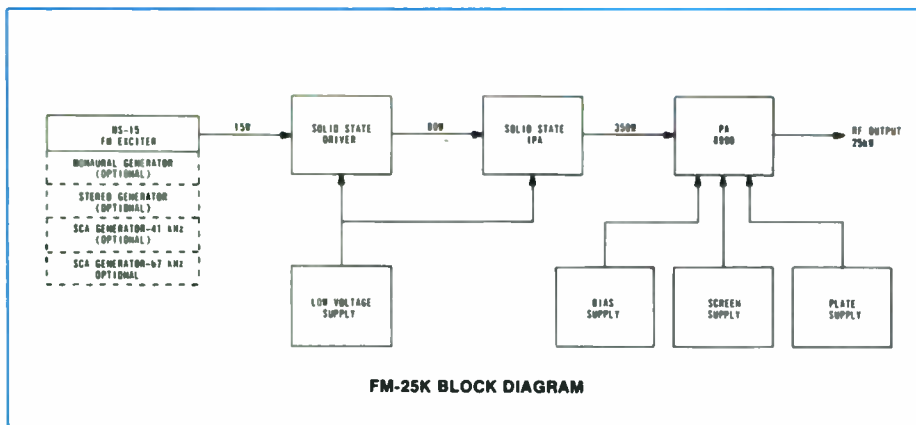 MS-15
FM EXCITER
MONAURAL GENERATOR
(OPTIONAL)
STEREO GENERATOR
(OPTIONAL)
SCA GENERATOR-41 kHz
(OPTIONAL)
SCA GENERATOR-67 kHz
OPTIONAL
15W
SOLID STATE
DRIVER
80W
SOLID STATE
IPA
350W
PA
RF OUTPUT
25kW
LOW VOLTAGE
SUPPLY
BIAS
SUPPLY
SCREEN
SUPPLY
PLATE
SUPPLY
FM-25K BLOCK DIAGRAM